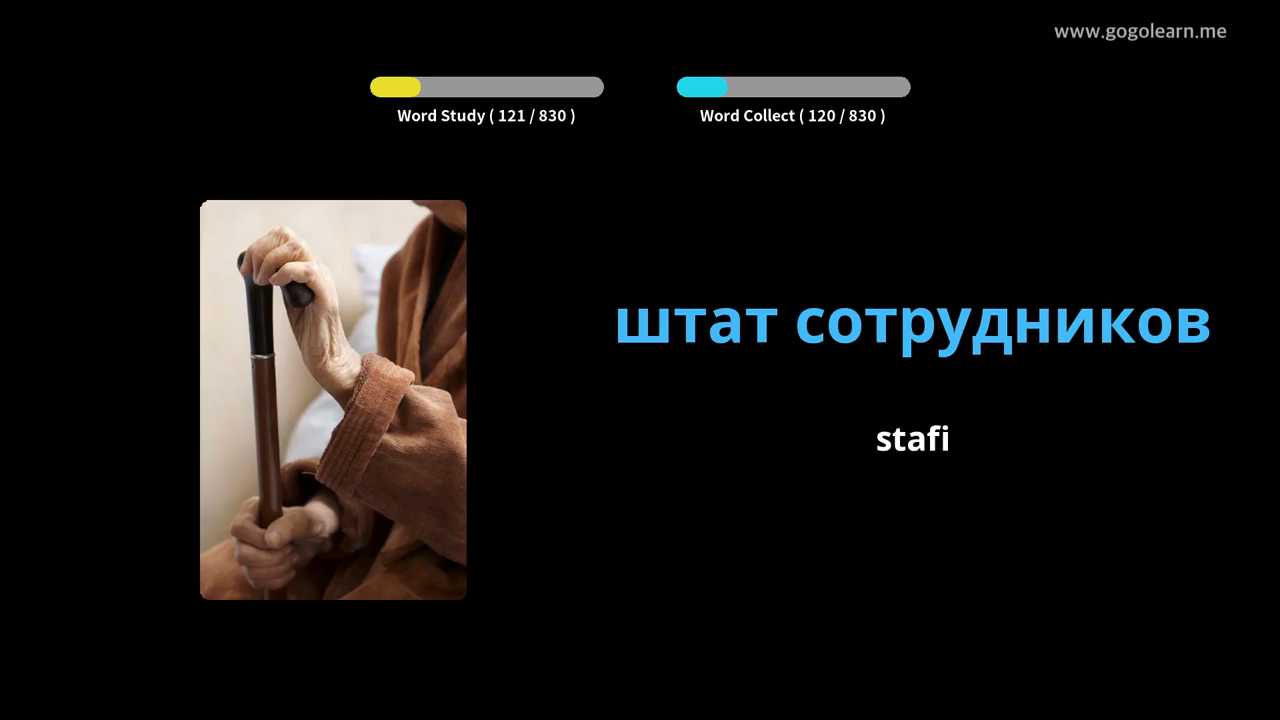 www.gogolearn.me
Word Study ( 121 / 830 )
Word Collect ( 120 / 830 )
штат сотрудников
stafi